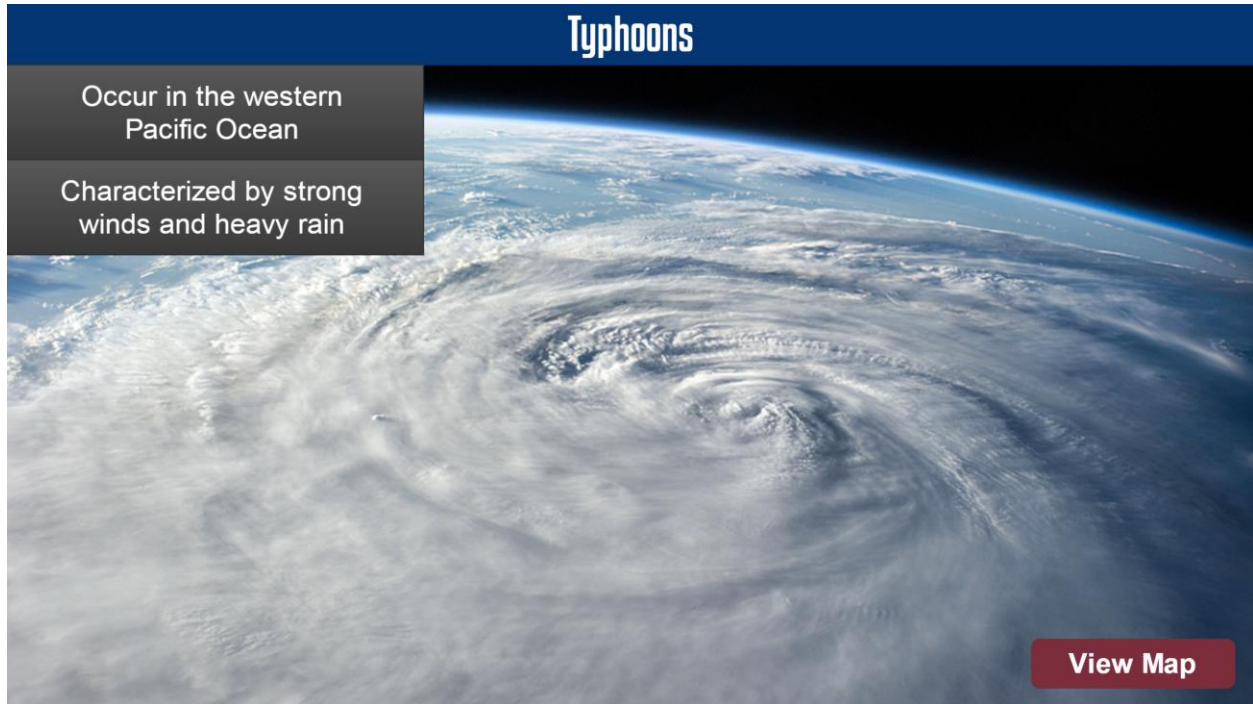 Typhoons
Occur in the western
Pacific Ocean
Characterized by strong
winds and heavy rain
View Map